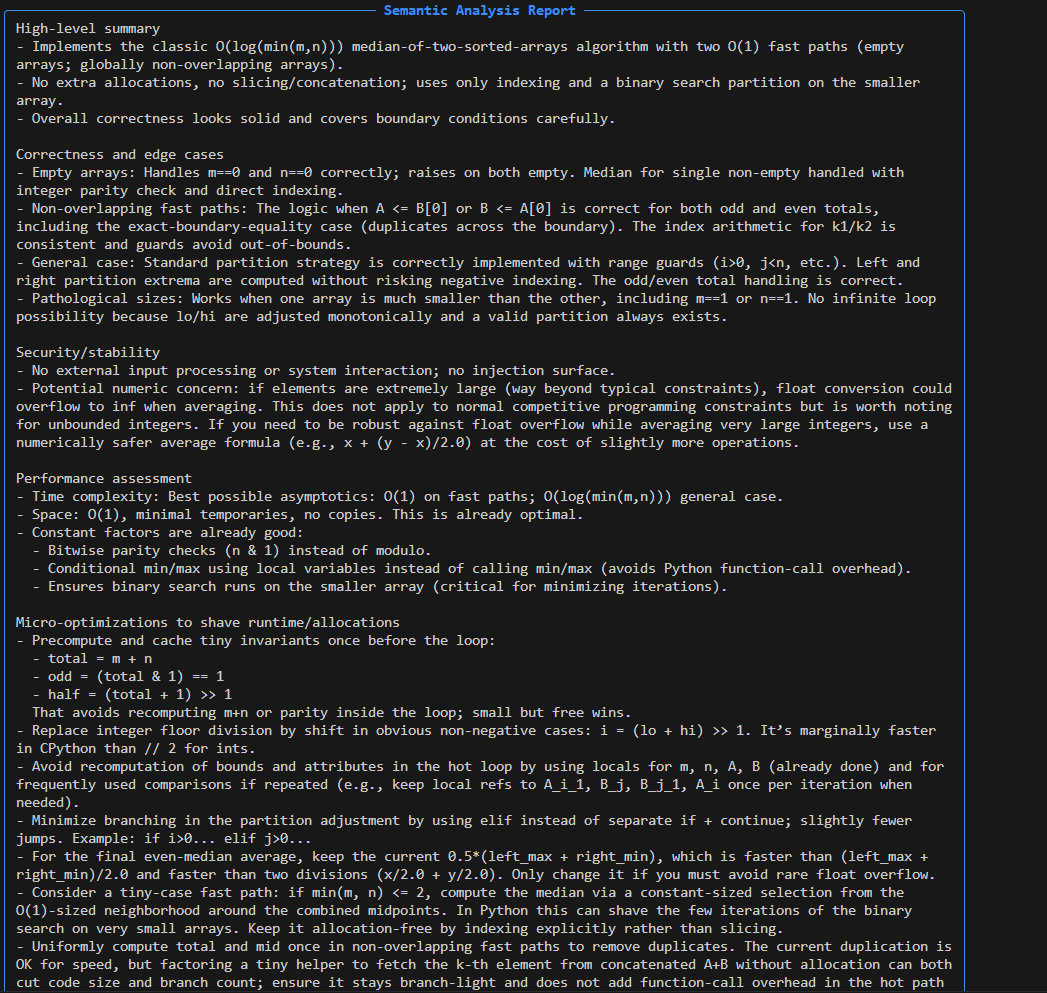 Semantic Analysis Report
High-level summary
- Implements the classic O(log(min(m,n))) median-of-two-sorted-arrays algorithm with two O(1) fast paths (empty
arrays; globally non-overlapping arrays).
- No extra allocations, no slicing/concatenation; uses only indexing and a binary search partition on the smaller
array.
- Overall correctness looks solid and covers boundary conditions carefully.
Correctness and edge cases
- Empty arrays: Handles m==0 and n==0 correctly; raises on both empty. Median for single non-empty handled with
integer parity check and direct indexing.
- Non-overlapping fast paths: The logic when A <= B[0] or B <= A[0] is correct for both odd and even totals,
including the exact-boundary-equality case (duplicates across the boundary). The index arithmetic for k1/k2 is
consistent and guards avoid out-of-bounds.
- General case: Standard partition strategy is correctly implemented with range guards (i>0, j<n, etc.). Left and
right partition extrema are computed without risking negative indexing. The odd/even total handling is correct.
- Pathological sizes: Works when one array is much smaller than the other, including m==1 or n==1. No infinite loop
possibility because lo/hi are adjusted monotonically and a valid partition always exists.
Security/stability
- No external input processing or system interaction; no injection surface.
- Potential numeric concern: if elements are extremely large (way beyond typical constraints), float conversion could
overflow to inf when averaging. This does not apply to normal competitive programming constraints but is worth noting
for unbounded integers. If you need to be robust against float overflow while averaging very large integers, use a
numerically safer average formula (e.g., x + (y - x)/2.0) at the cost of slightly more operations.
Performance assessment
- Time complexity: Best possible asymptotics: O(1) on fast paths; O(log(min(m,n))) general case.
- Space: O(1), minimal temporaries, no copies. This is already optimal.
- Constant factors are already good:
  - Bitwise parity checks (n & 1) instead of modulo.
  - Conditional min/max using local variables instead of calling min/max (avoids Python function-call overhead).
  - Ensures binary search runs on the smaller array (critical for minimizing iterations).
Micro-optimizations to shave runtime/allocations
- Precompute and cache tiny invariants once before the loop:
  - total = m + n
  - odd = (total & 1) == 1
  - half = (total + 1) >> 1
  That avoids recomputing m+n or parity inside the loop; small but free wins.
- Replace integer floor division by shift in obvious non-negative cases: i = (lo + hi) >> 1. It’s marginally faster
in CPython than // 2 for ints.
- Avoid recomputation of bounds and attributes in the hot loop by using locals for m, n, A, B (already done) and for
frequently used comparisons if repeated (e.g., keep local refs to A_i_1, B_j, B_j_1, A_i once per iteration when
needed).
- Minimize branching in the partition adjustment by using elif instead of separate if + continue; slightly fewer
jumps. Example: if i>0... elif j>0...
- For the final even-median average, keep the current 0.5*(left_max + right_min), which is faster than (left_max +
right_min)/2.0 and faster than two divisions (x/2.0 + y/2.0). Only change it if you must avoid rare float overflow.
- Consider a tiny-case fast path: if min(m, n) <= 2, compute the median via a constant-sized selection from the
O(1)-sized neighborhood around the combined midpoints. In Python this can shave the few iterations of the binary
search on very small arrays. Keep it allocation-free by indexing explicitly rather than slicing.
- Uniformly compute total and mid once in non-overlapping fast paths to remove duplicates. The current duplication is
OK for speed, but factoring a tiny helper to fetch the k-th element from concatenated A+B without allocation can both
cut code size and branch count; ensure it stays branch-light and does not add function-call overhead in the hot path